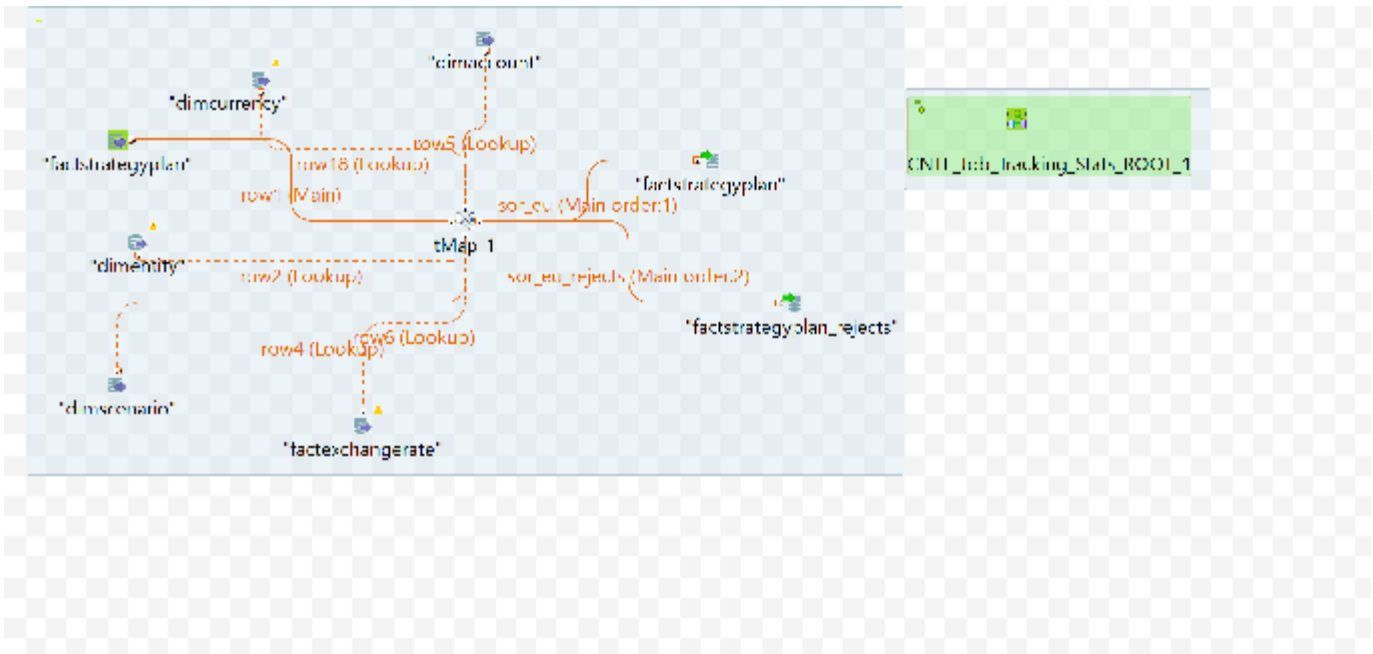 "dimaccount"
"dimcurrency"
row5 (Lookup)
"factstrategyplan"
row18 (Lookup)
CNTL_Job_Tracking_Stats_ROOT_1
"factstrategyplan"
row1 (Main)
sor_eu (Main order:1)
tMap_1
"dimentity"
row2 (Lookup)
sor_eu_rejects (Main order:2)
"factstrategyplan_rejects"
row6 (Lookup)
row4 (Lookup)
"dimscenario"
"factexchangerate"